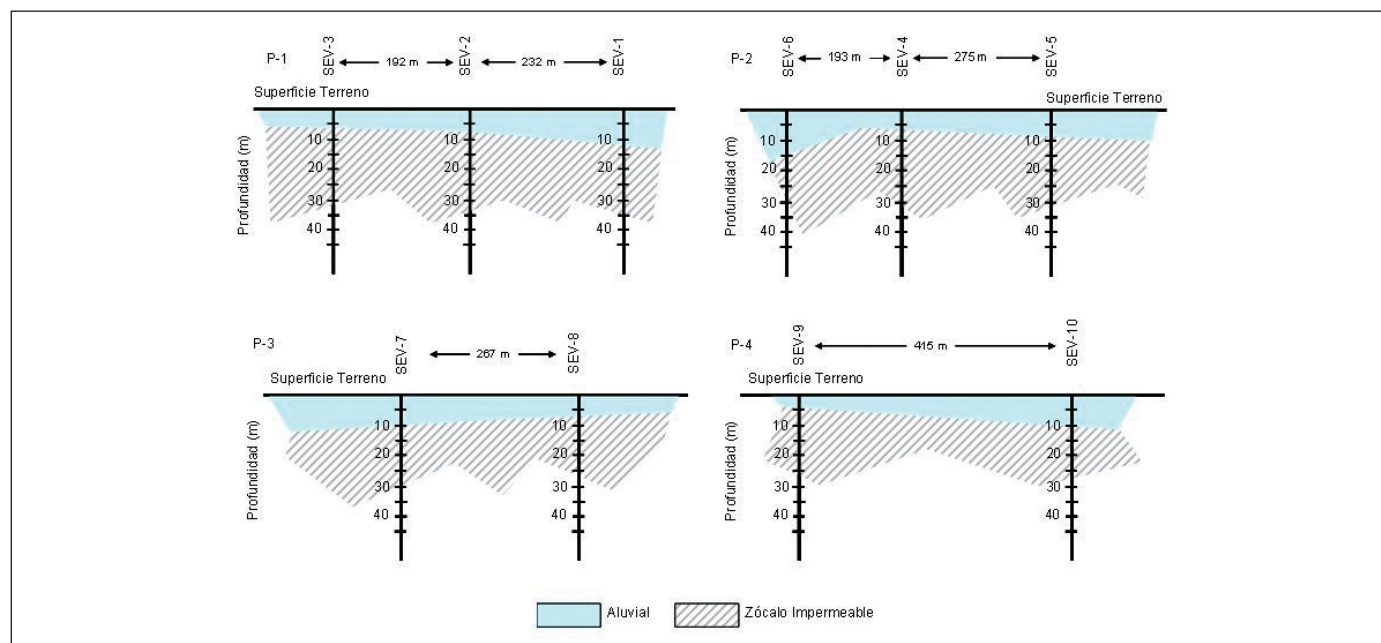 P-1
SEV-3
192 m
SEV-2
232 m
SEV-1
Superficie Terreno
Profundidad (m)
10
20
30
40
10
20
30
40
10
20
30
40
P-2
SEV-6
193 m
SEV-4
275 m
SEV-5
Superficie Terreno
Profundidad (m)
10
20
30
40
10
20
30
40
10
20
30
40
P-3
SEV-7
267 m
SEV-8
Superficie Terreno
Profundidad (m)
10
20
30
40
10
20
30
40
P-4
SEV-9
415 m
SEV-10
Superficie Terreno
Profundidad (m)
10
20
30
40
10
20
30
40
Aluvial
Zócalo Impermeable